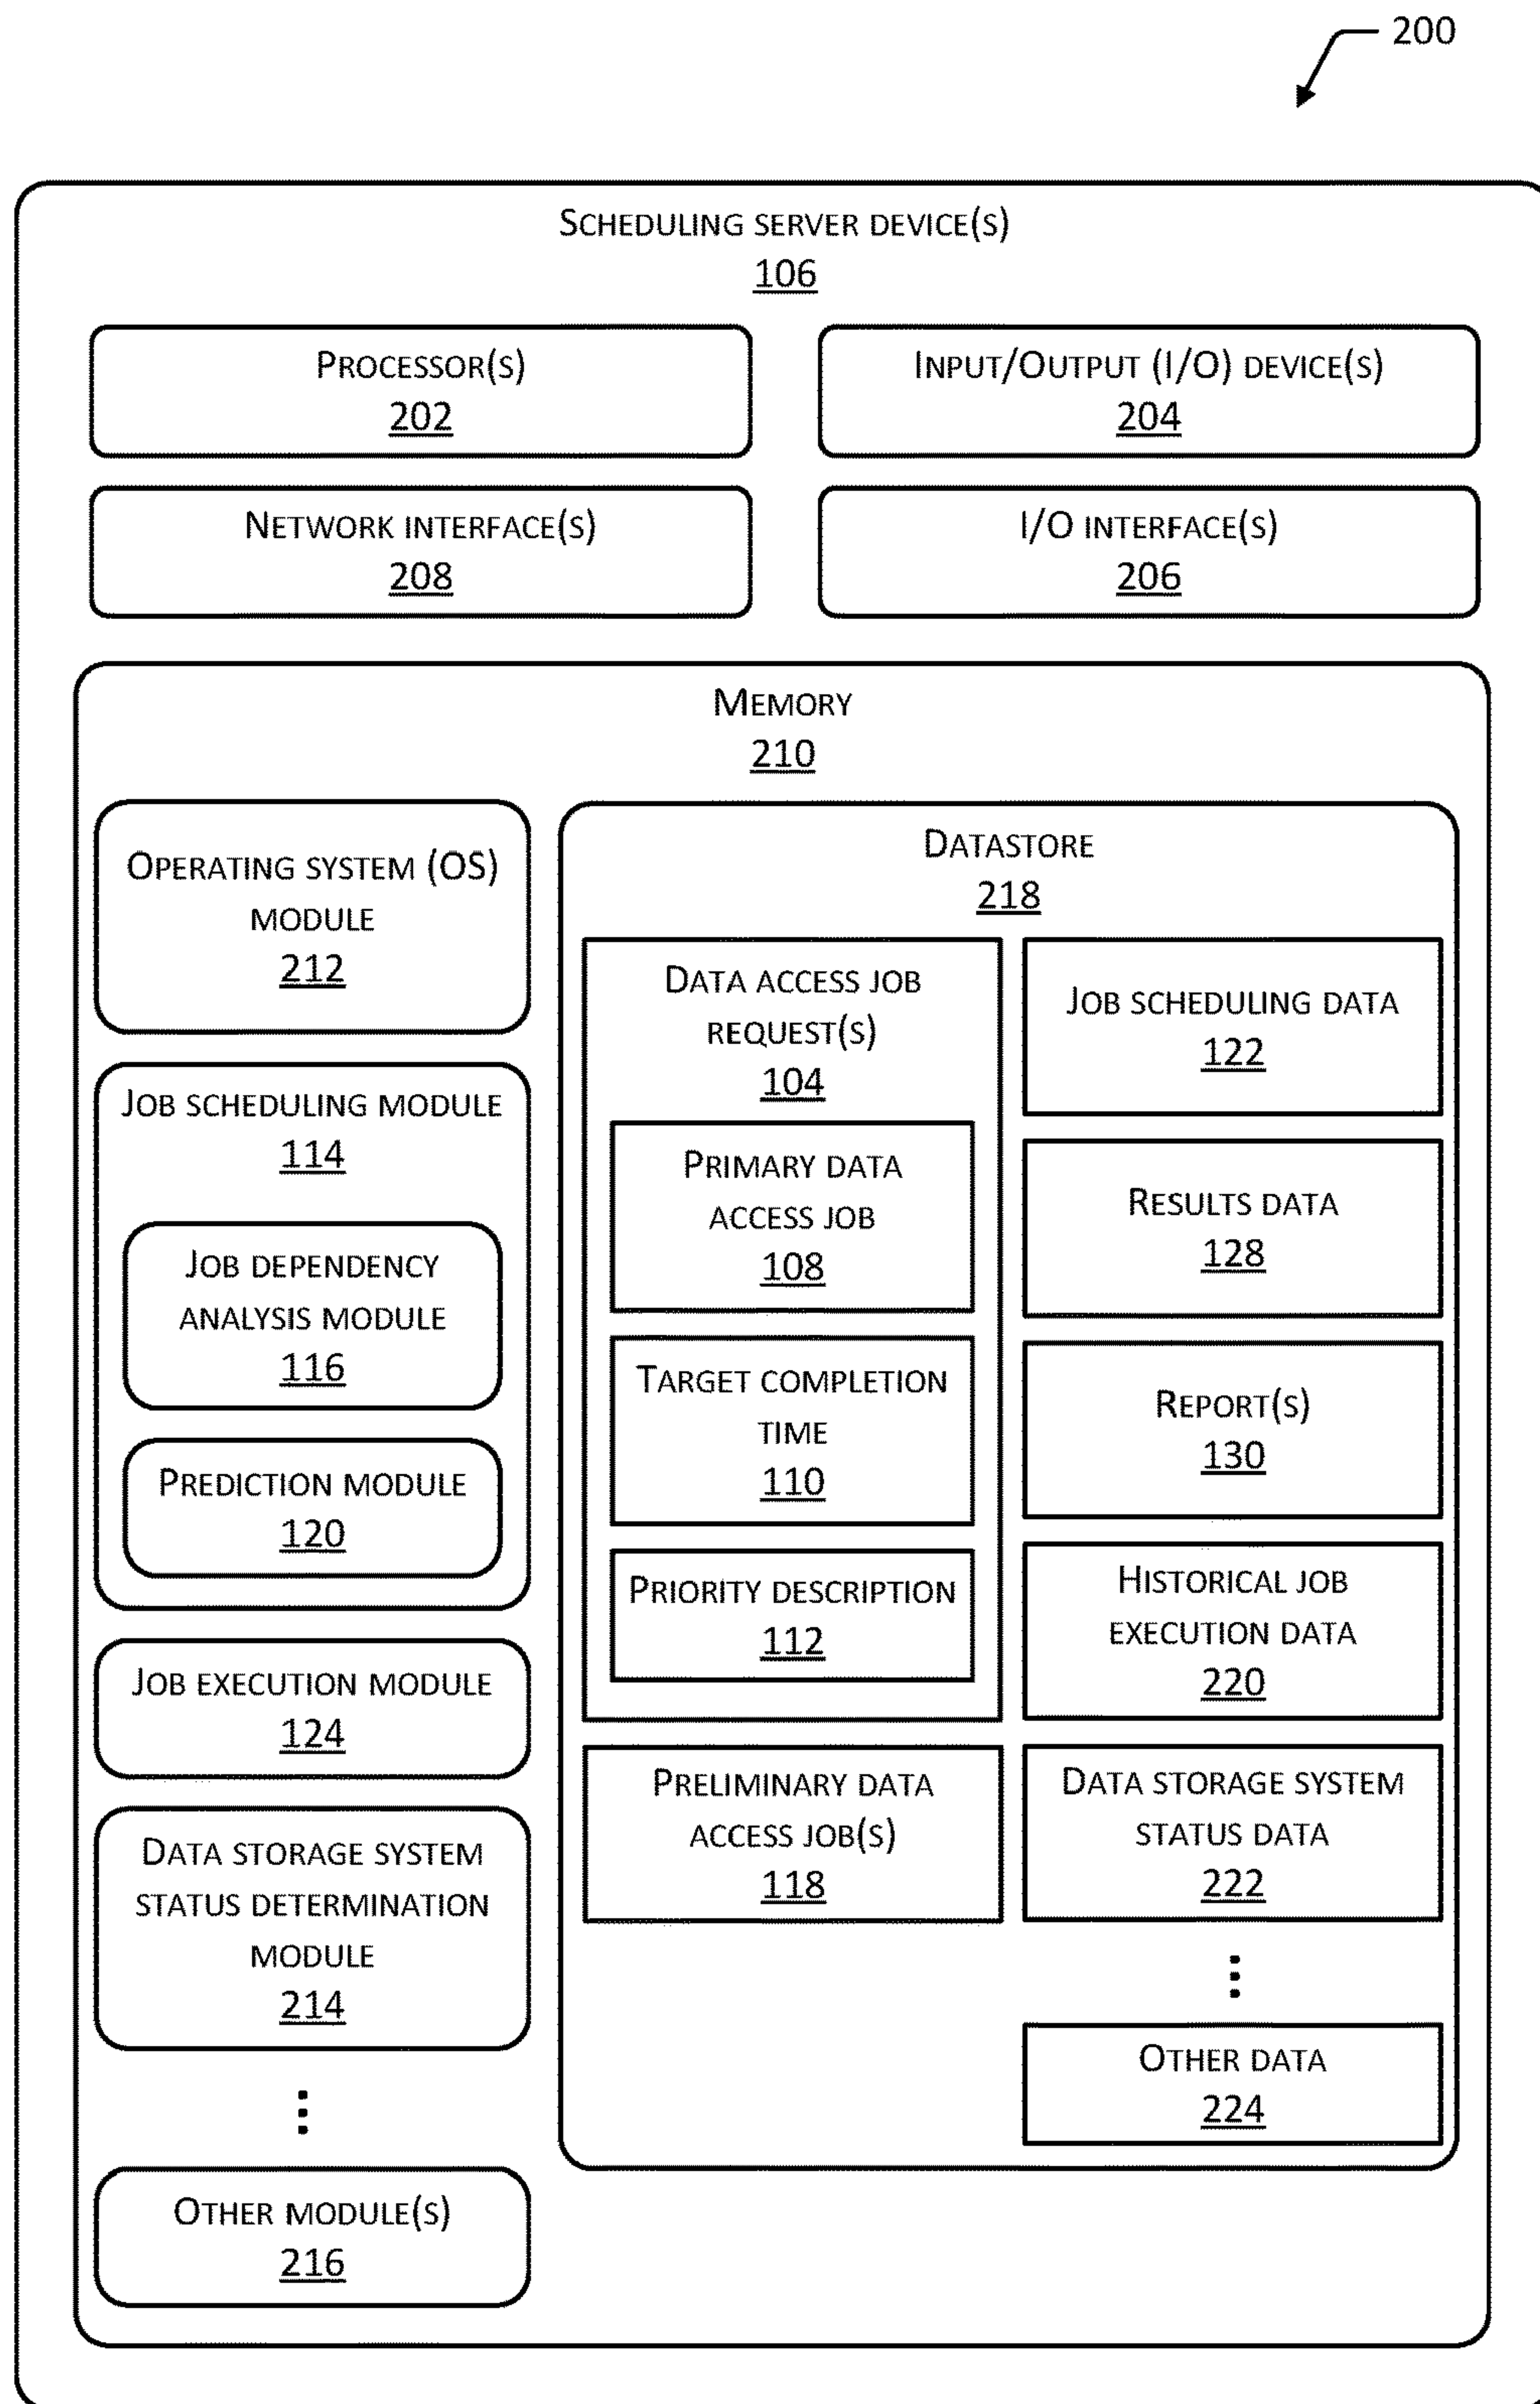 200
SCHEDULING SERVER DEVICE(S)
106
PROCESSOR(S)
202
INPUT/OUTPUT (I/O) DEVICE(S)
204
NETWORK INTERFACE(S)
208
I/O INTERFACE(S)
206
MEMORY
210
OPERATING SYSTEM (OS)
MODULE
212
JOB SCHEDULING MODULE
114
JOB DEPENDENCY
ANALYSIS MODULE
116
PREDICTION MODULE
120
JOB EXECUTION MODULE
124
DATA STORAGE SYSTEM
STATUS DETERMINATION
MODULE
214
OTHER MODULE(S)
216
DATASTORE
218
DATA ACCESS JOB
REQUEST(S)
104
PRIMARY DATA
ACCESS JOB
108
TARGET COMPLETION
TIME
110
PRIORITY DESCRIPTION
112
PRELIMINARY DATA
ACCESS JOB(S)
118
JOB SCHEDULING DATA
122
RESULTS DATA
128
REPORT(S)
130
HISTORICAL JOB
EXECUTION DATA
220
DATA STORAGE SYSTEM
STATUS DATA
222
OTHER DATA
224